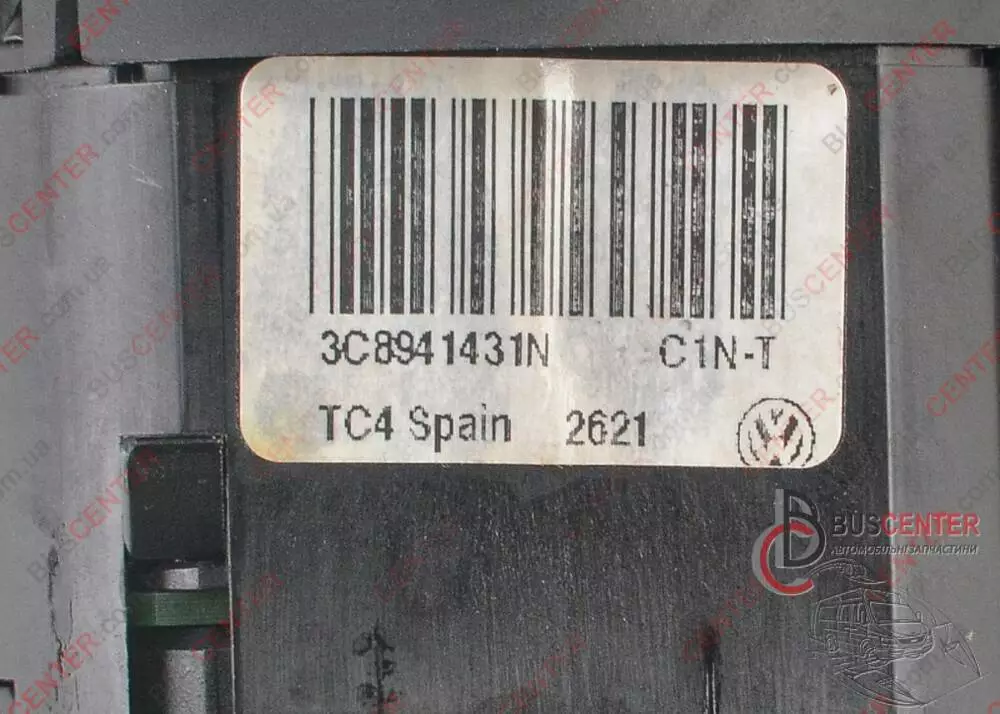 3C8941431N C1N-T
TC4 Spain 2621
BUSCENTER
АВТОМОБІЛЬНІ ЗАПЧАСТИНИ